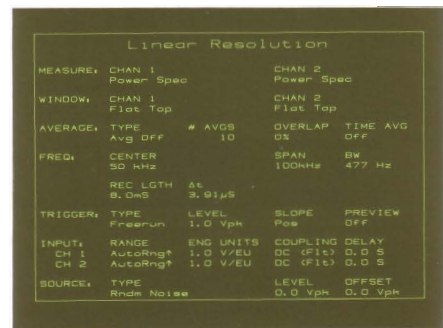 Linear Resolution
MEASURE: CHAN 1 CHAN 2
Power Spec Power Spec
WINDOW: CHAN 1 CHAN 2
Flat Top Flat Top
AVERAGE: TYPE # AVGS OVERLAP TIME AVG
Avg Off 10 0% Off
FREQ: CENTER SPAN BW
50 kHz 100kHz 477 Hz
REC LGTH Δt
8.0mS 3.91µS
TRIGGER: TYPE LEVEL SLOPE PREVIEW
Freerun 1.0 Vpk Pos Off
INPUT: RANGE ENG UNITS COUPLING DELAY
CH 1 AutoRng↑ 1.0 V/EU DC (Flt) 0.0 S
CH 2 AutoRng↑ 1.0 V/EU DC (Flt) 0.0 S
SOURCE: TYPE LEVEL OFFSET
Rndm Noise 0.0 Vpk 0.0 Vpk